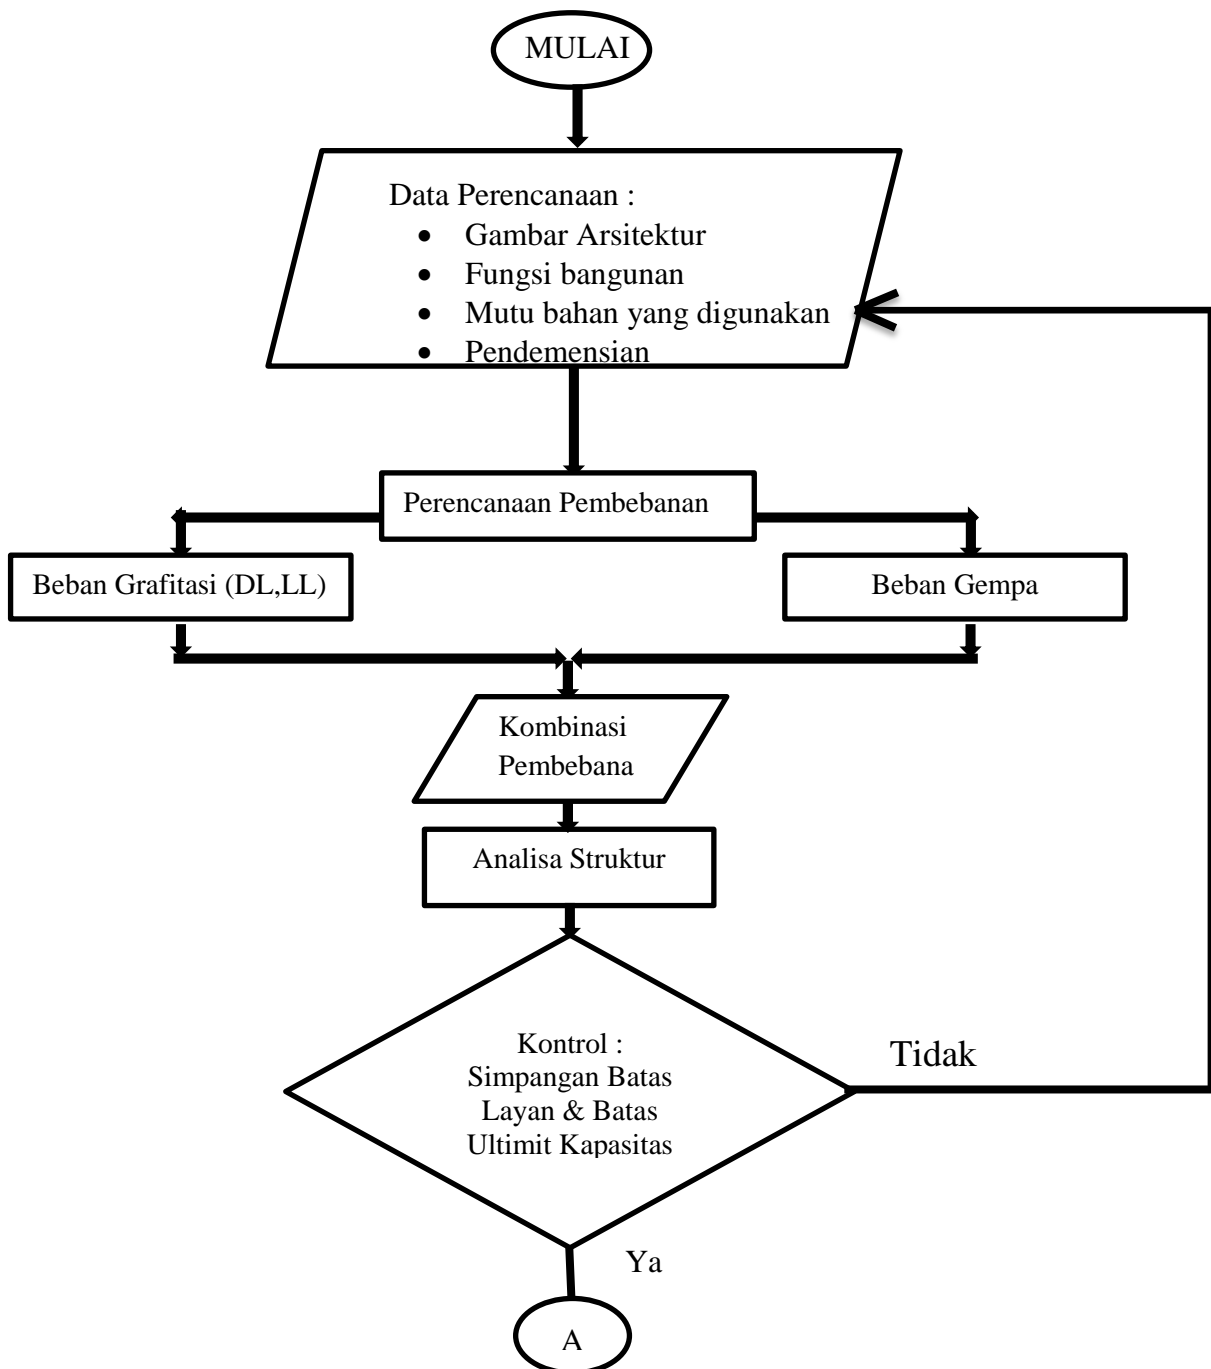 MULAI
Data Perencanaan :
• Gambar Arsitektur
• Fungsi bangunan
• Mutu bahan yang digunakan
• Pendemensian
Perencanaan Pembebanan
Beban Grafitasi (DL,LL)
Beban Gempa
Kombinasi
Pembebana
Analisa Struktur
Kontrol :
Simpangan Batas
Layan & Batas
Ultimit Kapasitas
Tidak
Ya
A